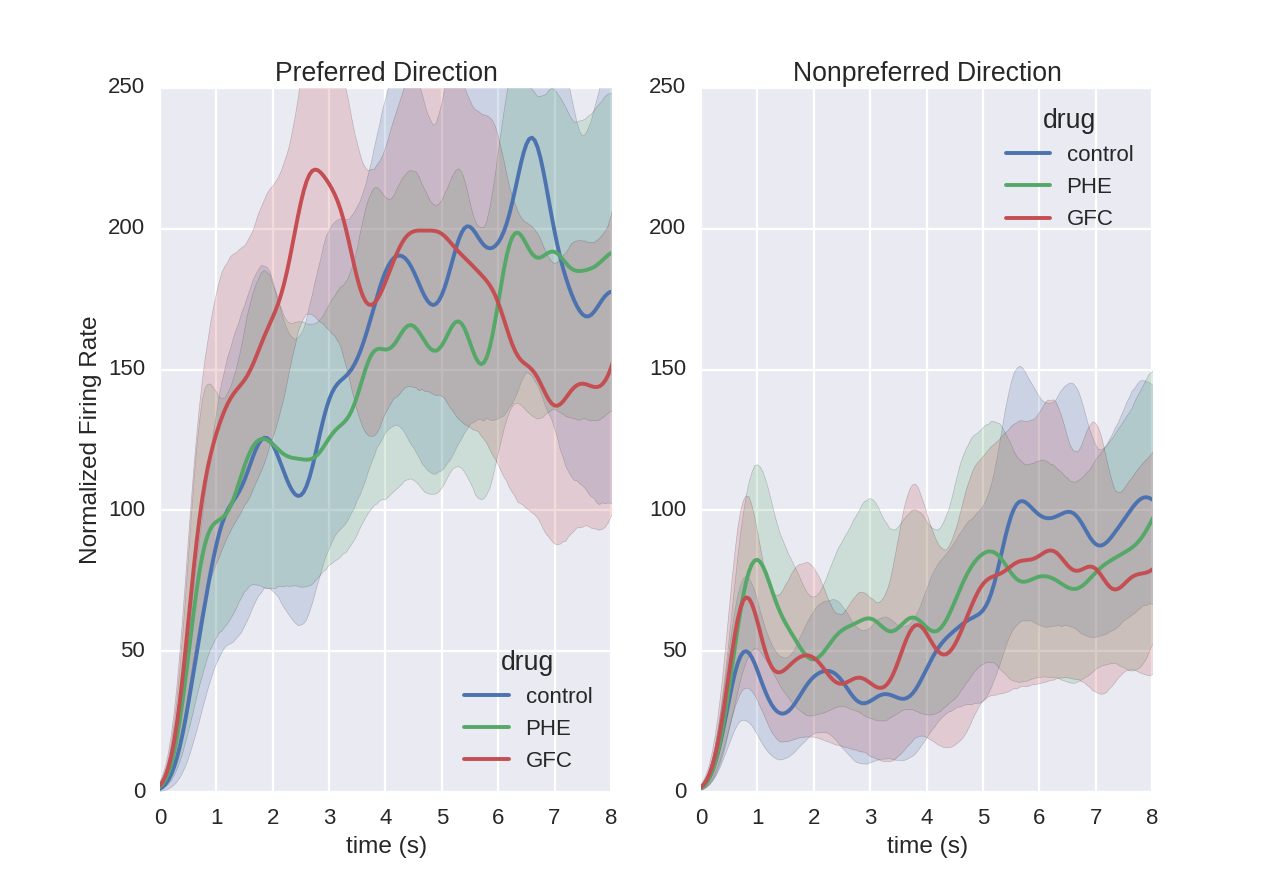 Preferred Direction
Nonpreferred Direction
Normalized Firing Rate
250
200
150
100
50
0
0 1 2 3 4 5 6 7 8
time (s)
drug
control
PHE
GFC
250
200
150
100
50
0
0 1 2 3 4 5 6 7 8
time (s)
drug
control
PHE
GFC